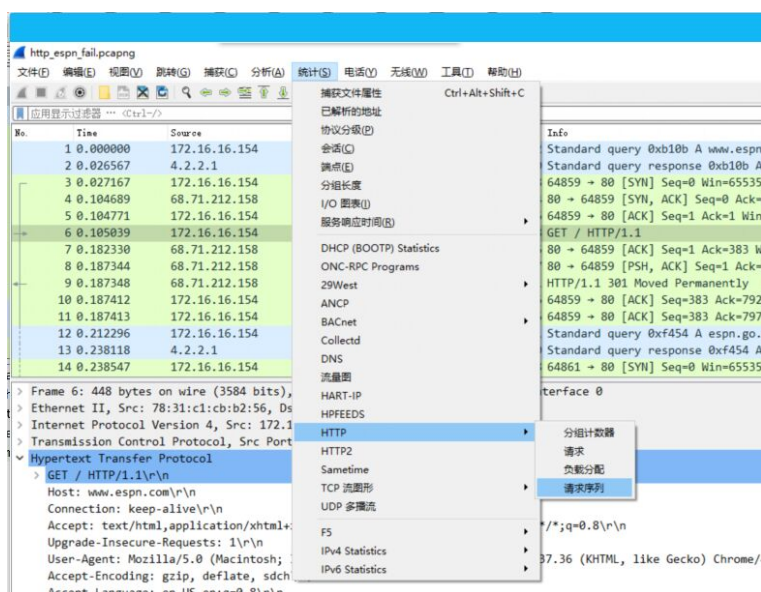 http_espn_fail.pcapng
文件(F) 编辑(E) 视图(V) 跳转(G) 捕获(C) 分析(A) 统计(S) 电话(Y) 无线(W) 工具(T) 帮助(H)
应用显示过滤器 … <Ctrl-/>
No. Time Source Info
1 0.000000 172.16.16.154 Standard query 0xb10b A www.espn
2 0.026567 4.2.2.1 Standard query response 0xb10b A
3 0.027167 172.16.16.154 64859 → 80 [SYN] Seq=0 Win=65535
4 0.104689 68.71.212.158 80 → 64859 [SYN, ACK] Seq=0 Ack=
5 0.104771 172.16.16.154 64859 → 80 [ACK] Seq=1 Ack=1 Win
6 0.105039 172.16.16.154 GET / HTTP/1.1
7 0.182330 68.71.212.158 80 → 64859 [ACK] Seq=1 Ack=383 W
8 0.187344 68.71.212.158 80 → 64859 [PSH, ACK] Seq=1 Ack=
9 0.187348 68.71.212.158 HTTP/1.1 301 Moved Permanently
10 0.187412 172.16.16.154 64859 → 80 [ACK] Seq=383 Ack=792
11 0.187413 172.16.16.154 64859 → 80 [ACK] Seq=383 Ack=797
12 0.212296 172.16.16.154 Standard query 0xf454 A espn.go.
13 0.238118 4.2.2.1 Standard query response 0xf454 A
14 0.238547 172.16.16.154 64861 → 80 [SYN] Seq=0 Win=65535
捕获文件属性 Ctrl+Alt+Shift+C
已解析的地址
协议分级(P)
会话(C)
端点(E)
分组长度
I/O 图表(I)
服务响应时间(R)
DHCP (BOOTP) Statistics
ONC-RPC Programs
29West
ANCP
BACnet
Collectd
DNS
流量图
HART-IP
HPFEEDS
HTTP
HTTP2
Sametime
TCP 流图形
UDP 多播流
F5
IPv4 Statistics
IPv6 Statistics
分组计数器
请求
负载分配
请求序列
Frame 6: 448 bytes on wire (3584 bits), terface 0
Ethernet II, Src: 78:31:c1:cb:b2:56, Ds
Internet Protocol Version 4, Src: 172.1
Transmission Control Protocol, Src Port
Hypertext Transfer Protocol
GET / HTTP/1.1\r\n
Host: www.espn.com\r\n
Connection: keep-alive\r\n
Accept: text/html,application/xhtml+ */*;q=0.8\r\n
Upgrade-Insecure-Requests: 1\r\n
User-Agent: Mozilla/5.0 (Macintosh; 37.36 (KHTML, like Gecko) Chrome/
Accept-Encoding: gzip, deflate, sdch